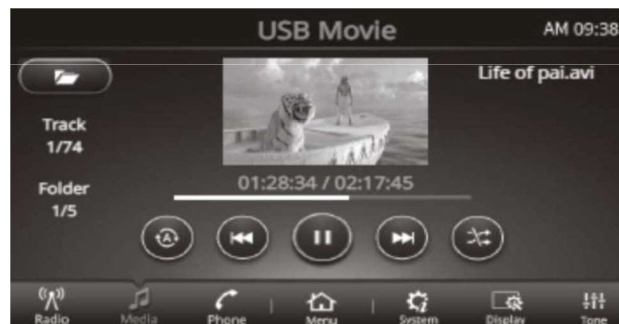 USB Movie
AM 09:38
Life of pai.avi
Track
1/74
Folder
1/5
01:28:34 / 02:17:45
A
Radio
Media
Phone
Menu
System
Display
Tone